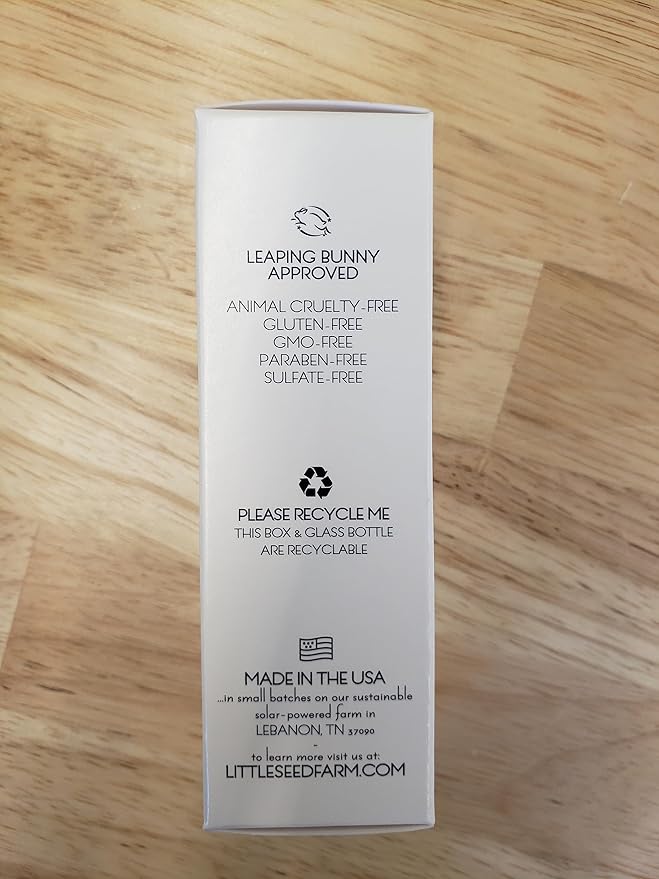 LEAPING BUNNY
APPROVED
ANIMAL CRUELTY-FREE
GLUTEN-FREE
GMO-FREE
PARABEN-FREE
SULFATE-FREE
PLEASE RECYCLE ME
THIS BOX & GLASS BOTTLE
ARE RECYCLABLE
MADE IN THE USA
...in small batches on our sustainable
solar-powered farm in
LEBANON, TN 37090
-
to learn more visit us at:
LITTLESEEDFARM.COM